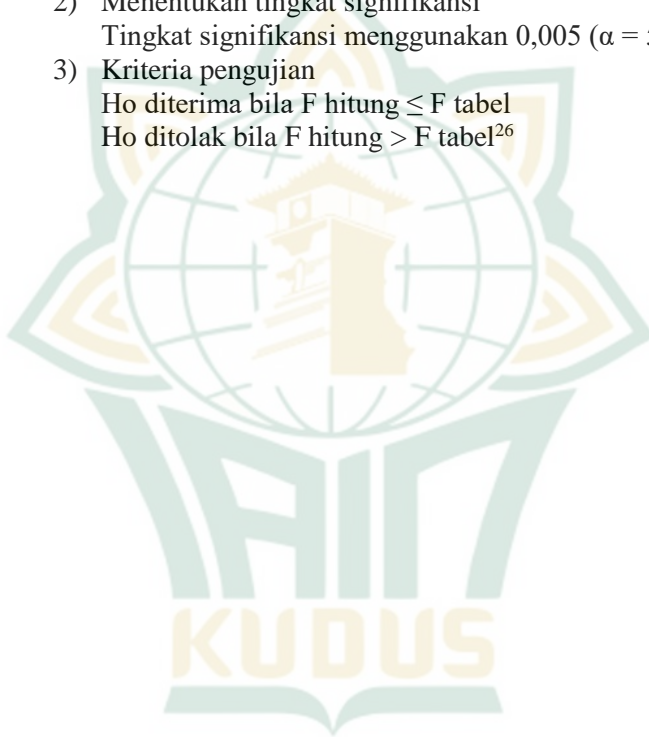 2) Menentukan tingkat signifikansi
Tingkat signifikansi menggunakan 0,005 (α =
3) Kriteria pengujian
Ho diterima bila F hitung ≤ F tabel
Ho ditolak bila F hitung > F tabel26
IAIN
KUDUS